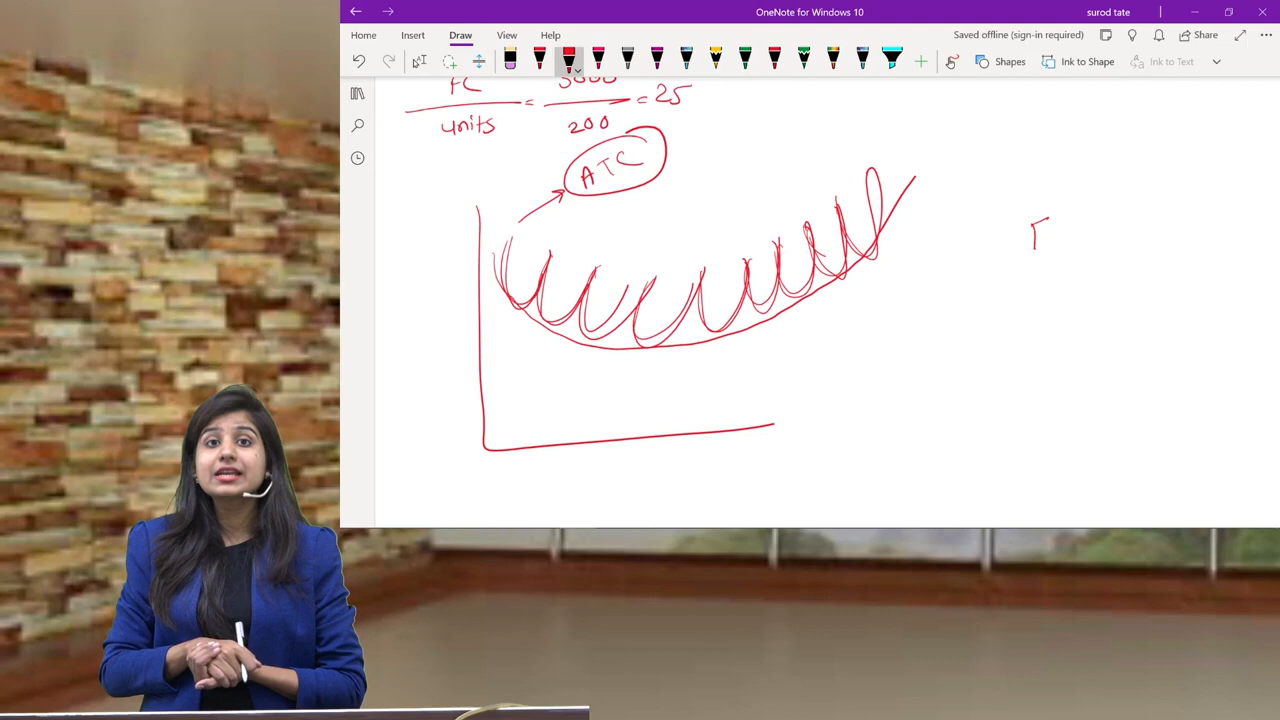 OneNote for Windows 10
surod tate
Home Insert Draw View Help
Saved offline (sign-in required)
Share
Shapes Ink to Shape Ink to Text
FC
units = 5000
200 = 25
ATC